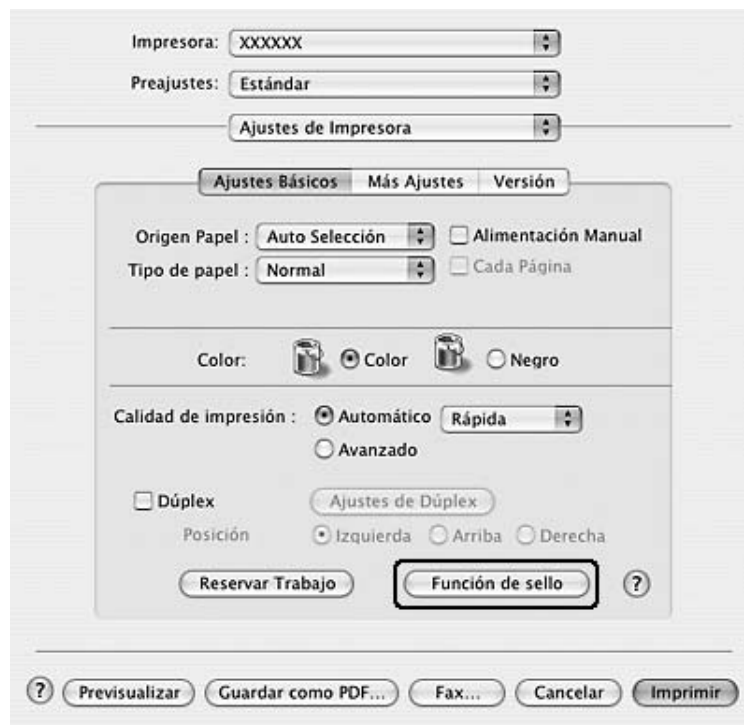 Impresora: XXXXXX
Preajustes: Estándar
Ajustes de Impresora
Ajustes Básicos Más Ajustes Versión
Origen Papel : Auto Selección Alimentación Manual
Tipo de papel : Normal Cada Página
Color: Color Negro
Calidad de impresión : Automático Rápida
Avanzado
Dúplex Ajustes de Dúplex
Posición Izquierda Arriba Derecha
Reservar Trabajo Función de sello ?
? Previsualizar Guardar como PDF... Fax... Cancelar Imprimir